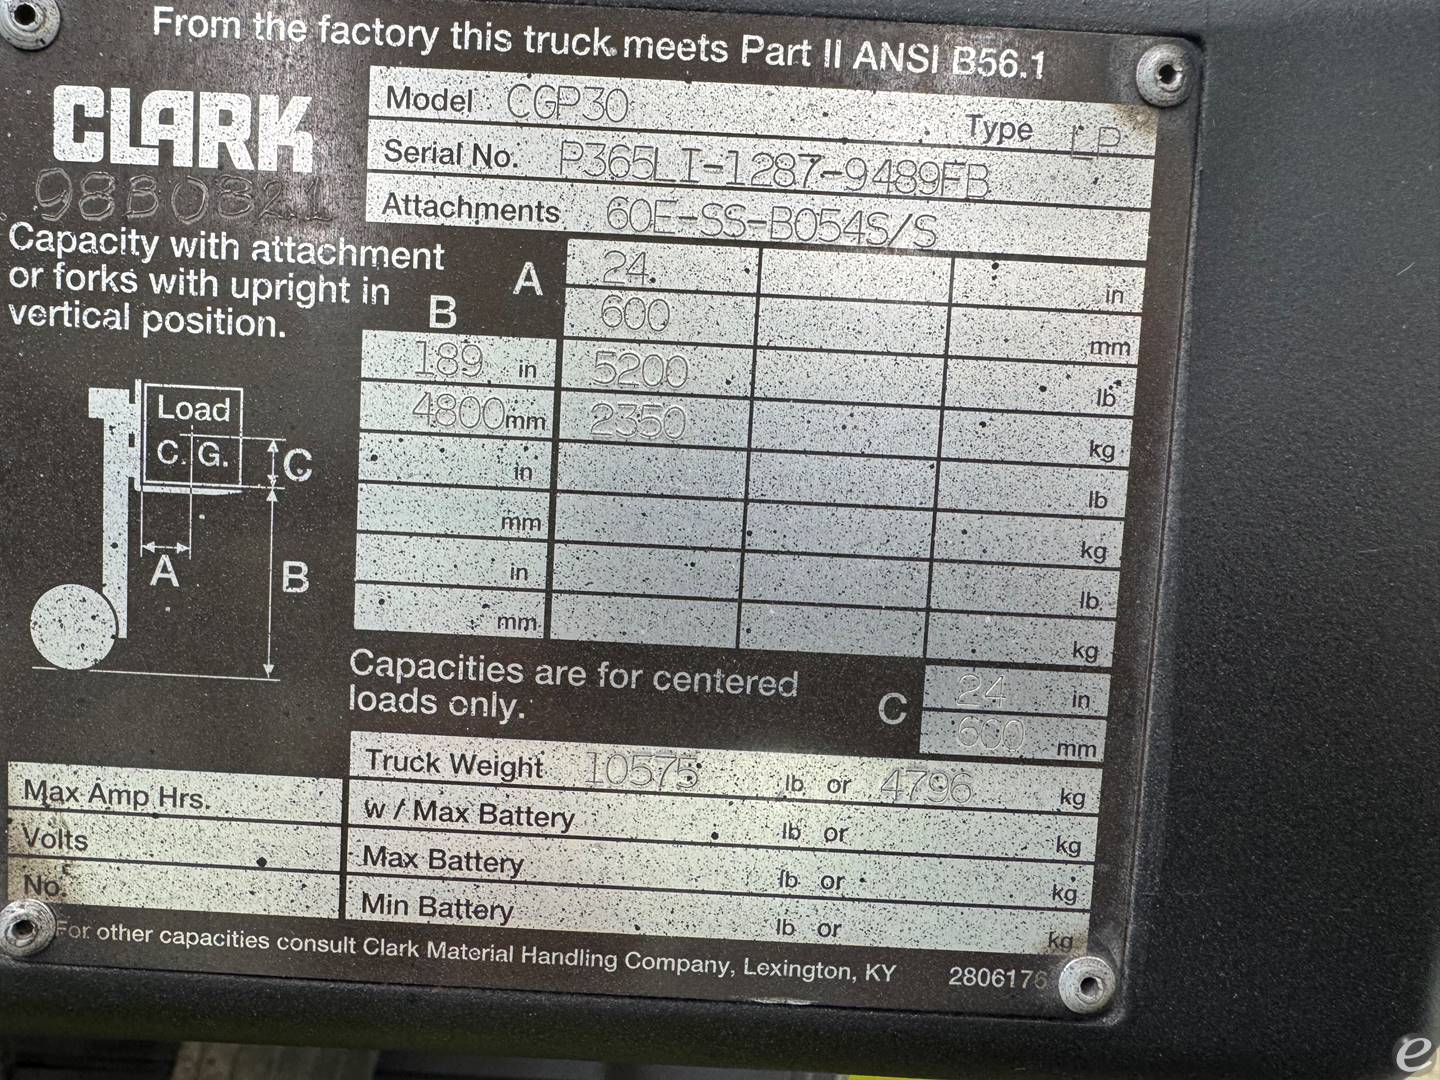 From the factory this truck meets Part II ANSI B56.1
CLARK
Model CGP30 Type LP
Serial No. P365LI-1287-9489FB
Attachments 60E-SS-B054S/S
Capacity with attachment
or forks with upright in
vertical position.
A 24 in
600 mm
B
189 in 5200 lb
4800 mm 2350 kg
in lb
mm kg
in lb
mm kg
Load
C. G.
C
A
B
Capacities are for centered
loads only.
C 24 in
600 mm
Truck Weight 10575 lb or 4796 kg
w / Max Battery lb or kg
Max Battery lb or kg
Min Battery lb or kg
Max Amp Hrs.
Volts
No.
For other capacities consult Clark Material Handling Company, Lexington, KY
e